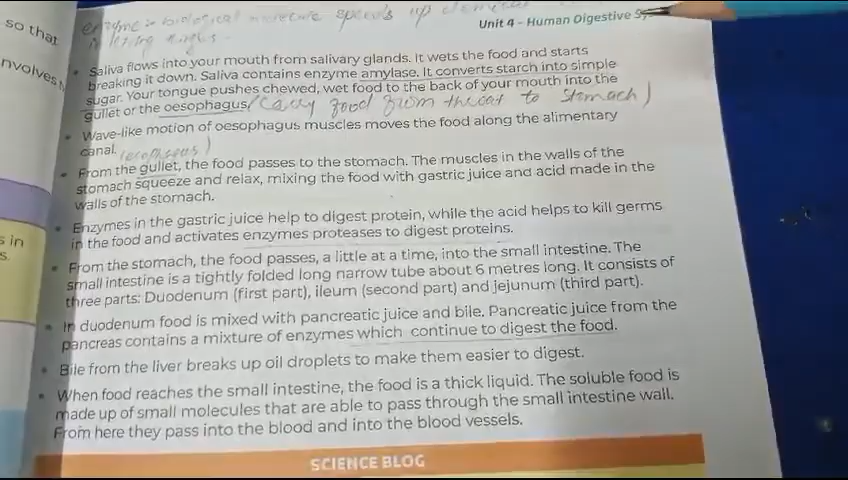 so that
enzyme is biological speeds up
Unit 4 - Human Digestive Sy
nvolves
Saliva flows into your mouth from salivary glands. It wets the food and starts
breaking it down. Saliva contains enzyme amylase. It converts starch into simple
sugar. Your tongue pushes chewed, wet food to the back of your mouth into the
gullet or the oesophagus (carry food from throat to stomach)
Wave-like motion of oesophagus muscles moves the food along the alimentary
canal.
From the gullet, the food passes to the stomach. The muscles in the walls of the
stomach squeeze and relax, mixing the food with gastric juice and acid made in the
walls of the stomach.
Enzymes in the gastric juice help to digest protein, while the acid helps to kill germs
in the food and activates enzymes proteases to digest proteins.
s in
s.
From the stomach, the food passes, a little at a time, into the small intestine. The
small intestine is a tightly folded long narrow tube about 6 metres long. It consists of
three parts: Duodenum (first part), ileum (second part) and jejunum (third part).
In duodenum food is mixed with pancreatic juice and bile. Pancreatic juice from the
pancreas contains a mixture of enzymes which continue to digest the food.
Bile from the liver breaks up oil droplets to make them easier to digest.
When food reaches the small intestine, the food is a thick liquid. The soluble food is
made up of small molecules that are able to pass through the small intestine wall.
From here they pass into the blood and into the blood vessels.
SCIENCE BLOG